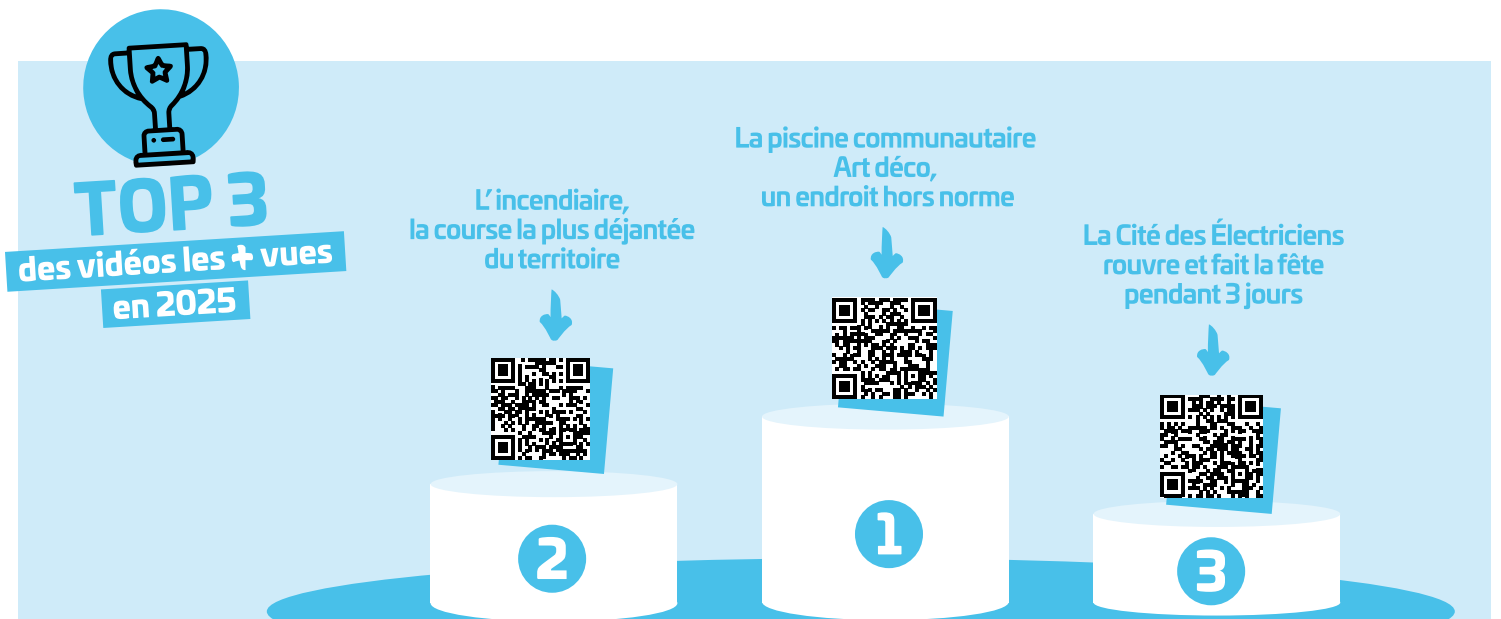 TOP 3
des vidéos les + vues
en 2025
L’incendiaire,
la course la plus déjantée
du territoire
2
La piscine communautaire
Art déco,
un endroit hors norme
1
La Cité des Électriciens
rouvre et fait la fête
pendant 3 jours
3